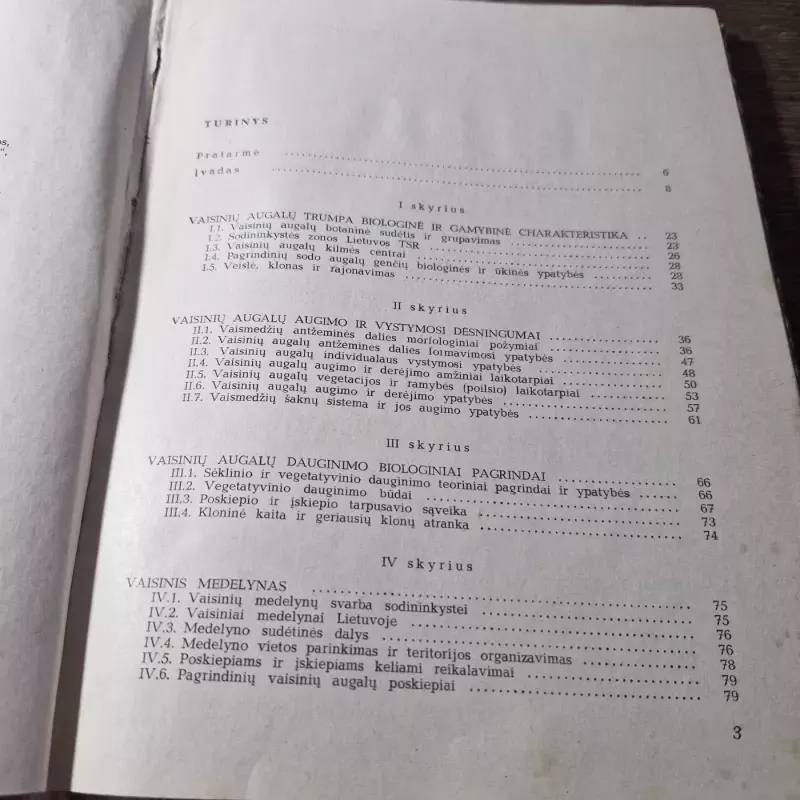 os,
“.
TURINYS
Pratarmė ........ 6
Įvadas ........ 8
I skyrius
VAISINIŲ AUGALŲ TRUMPA BIOLOGINĖ IR GAMYBINĖ CHARAKTERISTIKA .. 23
I.1. Vaisinių augalų botaninė sudėtis ir grupavimas ........ 23
I.2. Sodininkystės zonos Lietuvos TSR ........ 26
I.3. Vaisinių augalų kilmės centrai ........ 28
I.4. Pagrindinių sodo augalų genčių biologinės ir ūkinės ypatybės ........ 28
I.5. Veislė, klonas ir rajonavimas ........ 33
II skyrius
VAISINIŲ AUGALŲ AUGIMO IR VYSTYMOSI DĖSNINGUMAI ........ 36
II.1. Vaismedžių antžeminės dalies morfologiniai požymiai ........ 36
II.2. Vaisinių augalų antžeminės dalies formavimosi ypatybės ........ 47
II.3. Vaisinių augalų individualaus vystymosi ypatybės ........ 48
II.4. Vaisinių augalų augimo ir derėjimo amžiniai laikotarpiai ........ 50
II.5. Vaisinių augalų vegetacijos ir ramybės (poilsio) laikotarpiai ........ 53
II.6. Vaisinių augalų augimo ir derėjimo ypatybės ........ 57
II.7. Vaismedžių šaknų sistema ir jos augimo ypatybės ........ 61
III skyrius
VAISINIŲ AUGALŲ DAUGINIMO BIOLOGINIAI PAGRINDAI ........ 66
III.1. Sėklinio ir vegetatyvinio dauginimo teoriniai pagrindai ir ypatybės ...... 66
III.2. Vegetatyvinio dauginimo būdai ........ 67
III.3. Poskiepio ir įskiepio tarpusavio sąveika ........ 73
III.4. Kloninė kaita ir geriausių klonų atranka ........ 74
IV skyrius
VAISINIS MEDELYNAS ........ 75
IV.1. Vaisinių medelynų svarba sodininkystei ........ 75
IV.2. Vaisiniai medelynai Lietuvoje ........ 76
IV.3. Medelyno sudėtinės dalys ........ 76
IV.4. Medelyno vietos parinkimas ir teritorijos organizavimas ........ 78
IV.5. Poskiepiams ir įskiepiams keliami reikalavimai ........ 79
IV.6. Pagrindinių vaisinių augalų poskiepiai ........ 79
3